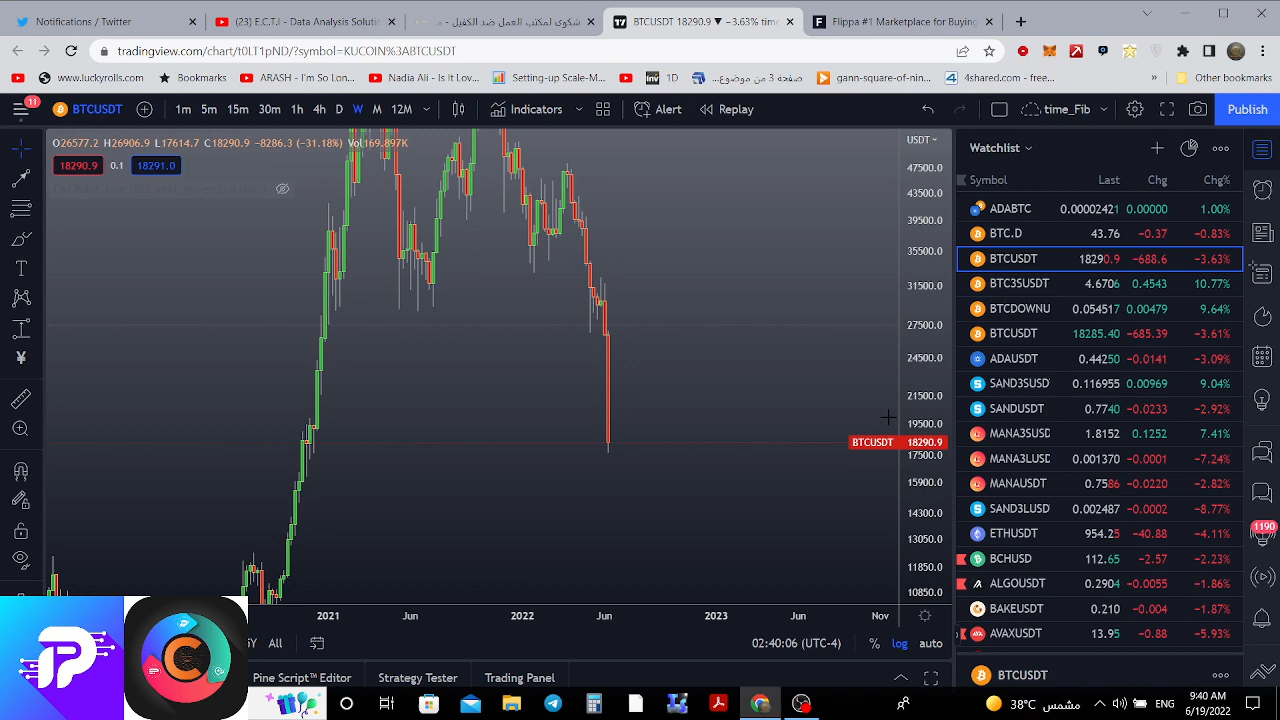 Notifications / Twitter
(23) E.C.T.I - Data Analysis Solutio
شكوى لمكتب العمل ضد الكفيل - ما
BTCUSDT 18290.9 ▼ −3.63% time
Flippa #1 Marketplace for Buying
tradingview.com/chart/t0LT1pND/?symbol=KUCOIN%3ABTCUSDT
www.luckyrolls.com
Bookmarks
ARASH - I'm So Lon...
Nadia Ali - Is It Lo...
Setting-up Scale-M...
Inv 1D
صفحة 3 من موضوع...
gann-square-of-nine...
4shared.com - free...
»
Other bookmarks
11
BTCUSDT
1m 5m 15m 30m 1h 4h D W M 12M
Indicators
Alert
Replay
time_Fib
Publish
O26577.2 H26906.9 L17614.7 C18290.9 −8286.3 (−31.18%) Vol169.897K
18290.9 0.1 18291.0
USDT
47500.0
43500.0
39500.0
35500.0
31500.0
27500.0
24500.0
21500.0
19500.0
BTCUSDT 18290.9
17500.0
15900.0
14300.0
13050.0
11850.0
10850.0
2021 Jun 2022 Jun 2023 Jun Nov
5Y All
02:40:06 (UTC-4)
% log auto
Strategy Tester
Trading Panel
Watchlist
Symbol Last Chg Chg%
ADABTC 0.00002421 0.00000 1.00%
BTC.D 43.76 −0.37 −0.83%
BTCUSDT 18290.9 −688.6 −3.63%
BTC3SUSDT 4.6706 0.4543 10.77%
BTCDOWNU 0.054517 0.00479 9.64%
BTCUSDT 18285.40 −685.39 −3.61%
ADAUSDT 0.44250 −0.0141 −3.09%
SAND3SUSD 0.116955 0.00969 9.04%
SANDUSDT 0.7740 −0.0233 −2.92%
MANA3SUSD 1.8152 0.1252 7.41%
MANA3LUSD 0.001370 −0.0001 −7.24%
MANAUSDT 0.7586 −0.0220 −2.82%
SAND3LUSD 0.002487 −0.0002 −8.77%
ETHUSDT 954.25 −40.88 −4.11%
BCHUSD 112.65 −2.57 −2.23%
ALGOUSDT 0.2904 −0.0055 −1.86%
BAKEUSDT 0.210 −0.004 −1.87%
AVAXUSDT 13.95 −0.88 −5.93%
BTCUSDT
1190
38°C مشمس
ENG
9:40 AM
6/19/2022